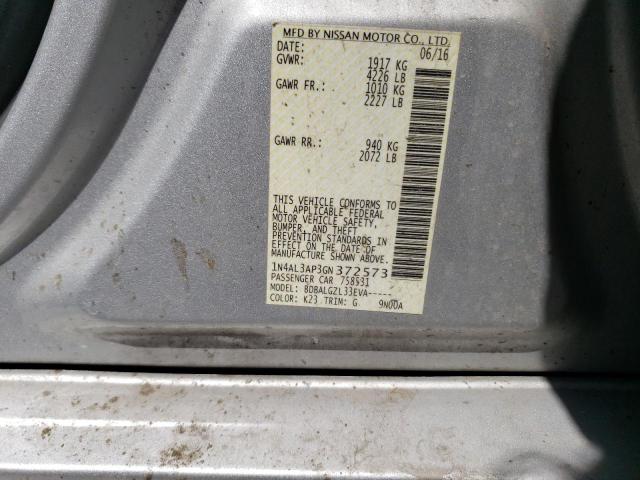 MFD BY NISSAN MOTOR CO., LTD.
DATE: 06/16
GVWR: 1917 KG
4226 LB
GAWR FR.: 1010 KG
2227 LB
GAWR RR.: 940 KG
2072 LB
THIS VEHICLE CONFORMS TO
ALL APPLICABLE FEDERAL
MOTOR VEHICLE SAFETY,
BUMPER, AND THEFT
PREVENTION STANDARDS IN
EFFECT ON THE DATE OF
MANUFACTURE SHOWN ABOVE.
1N4AL3AP3GN372573
PASSENGER CAR 758531
MODEL: BDBALGZL33EVA-----
COLOR: K23 TRIM: G 9N00A